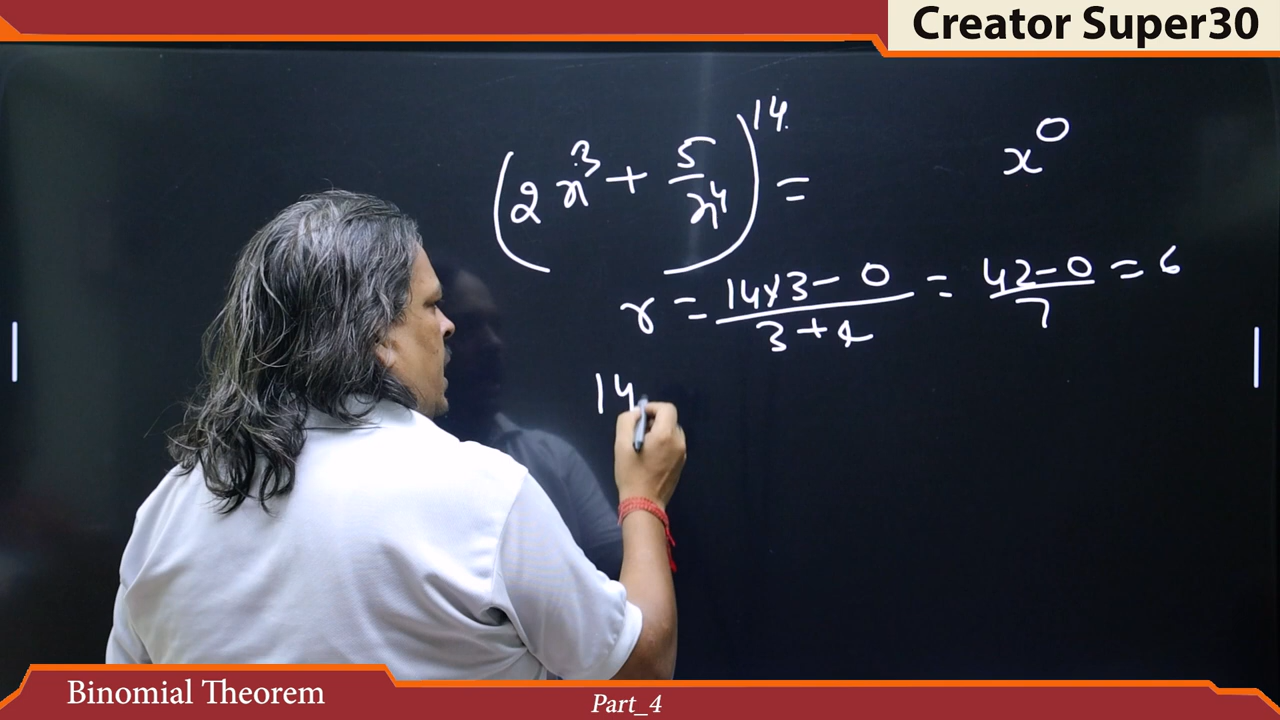 Creator Super30
(2x³ + 5/x⁴)¹⁴ = x⁰
r = (14×3 – 0)/(3+4) = (42–0)/7 = 6
14
Binomial Theorem
Part_4